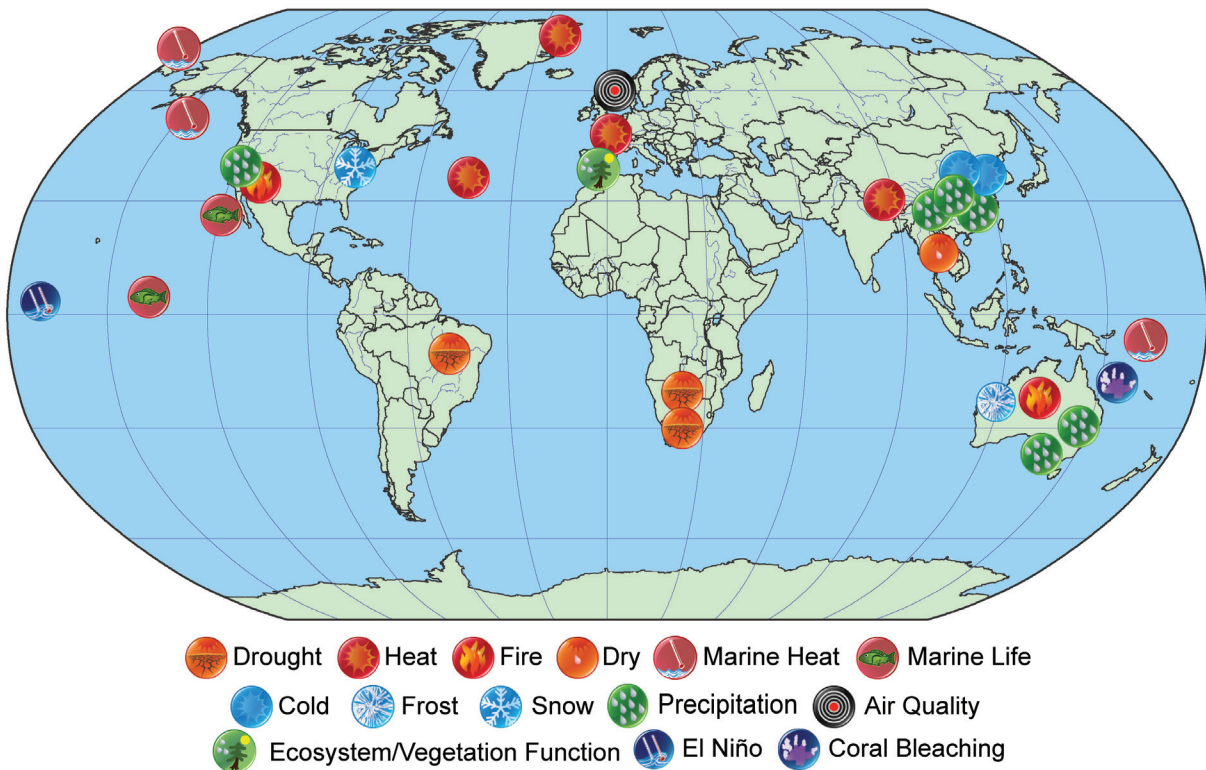 Drought Heat Fire Dry Marine Heat Marine Life
Cold Frost Snow Precipitation Air Quality
Ecosystem/Vegetation Function El Niño Coral Bleaching